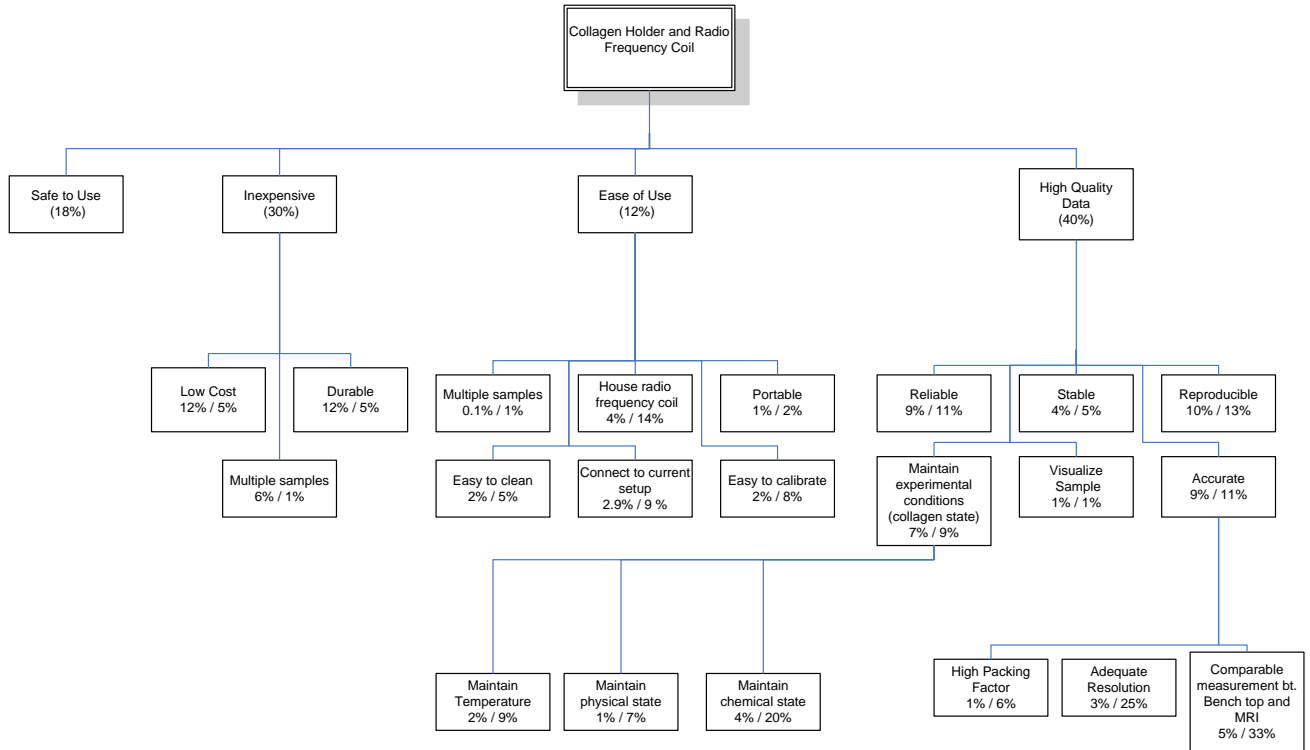 Collagen Holder and Radio
Frequency Coil
Safe to Use
(18%)
Inexpensive
(30%)
Ease of Use
(12%)
High Quality
Data
(40%)
Low Cost
12% / 5%
Durable
12% / 5%
Multiple samples
6% / 1%
Multiple samples
0.1% / 1%
House radio
frequency coil
4% / 14%
Portable
1% / 2%
Easy to clean
2% / 5%
Connect to current
setup
2.9% / 9 %
Easy to calibrate
2% / 8%
Reliable
9% / 11%
Stable
4% / 5%
Reproducible
10% / 13%
Maintain
experimental
conditions
(collagen state)
7% / 9%
Visualize
Sample
1% / 1%
Accurate
9% / 11%
Maintain
Temperature
2% / 9%
Maintain
physical state
1% / 7%
Maintain
chemical state
4% / 20%
High Packing
Factor
1% / 6%
Adequate
Resolution
3% / 25%
Comparable
measurement bt.
Bench top and
MRI
5% / 33%